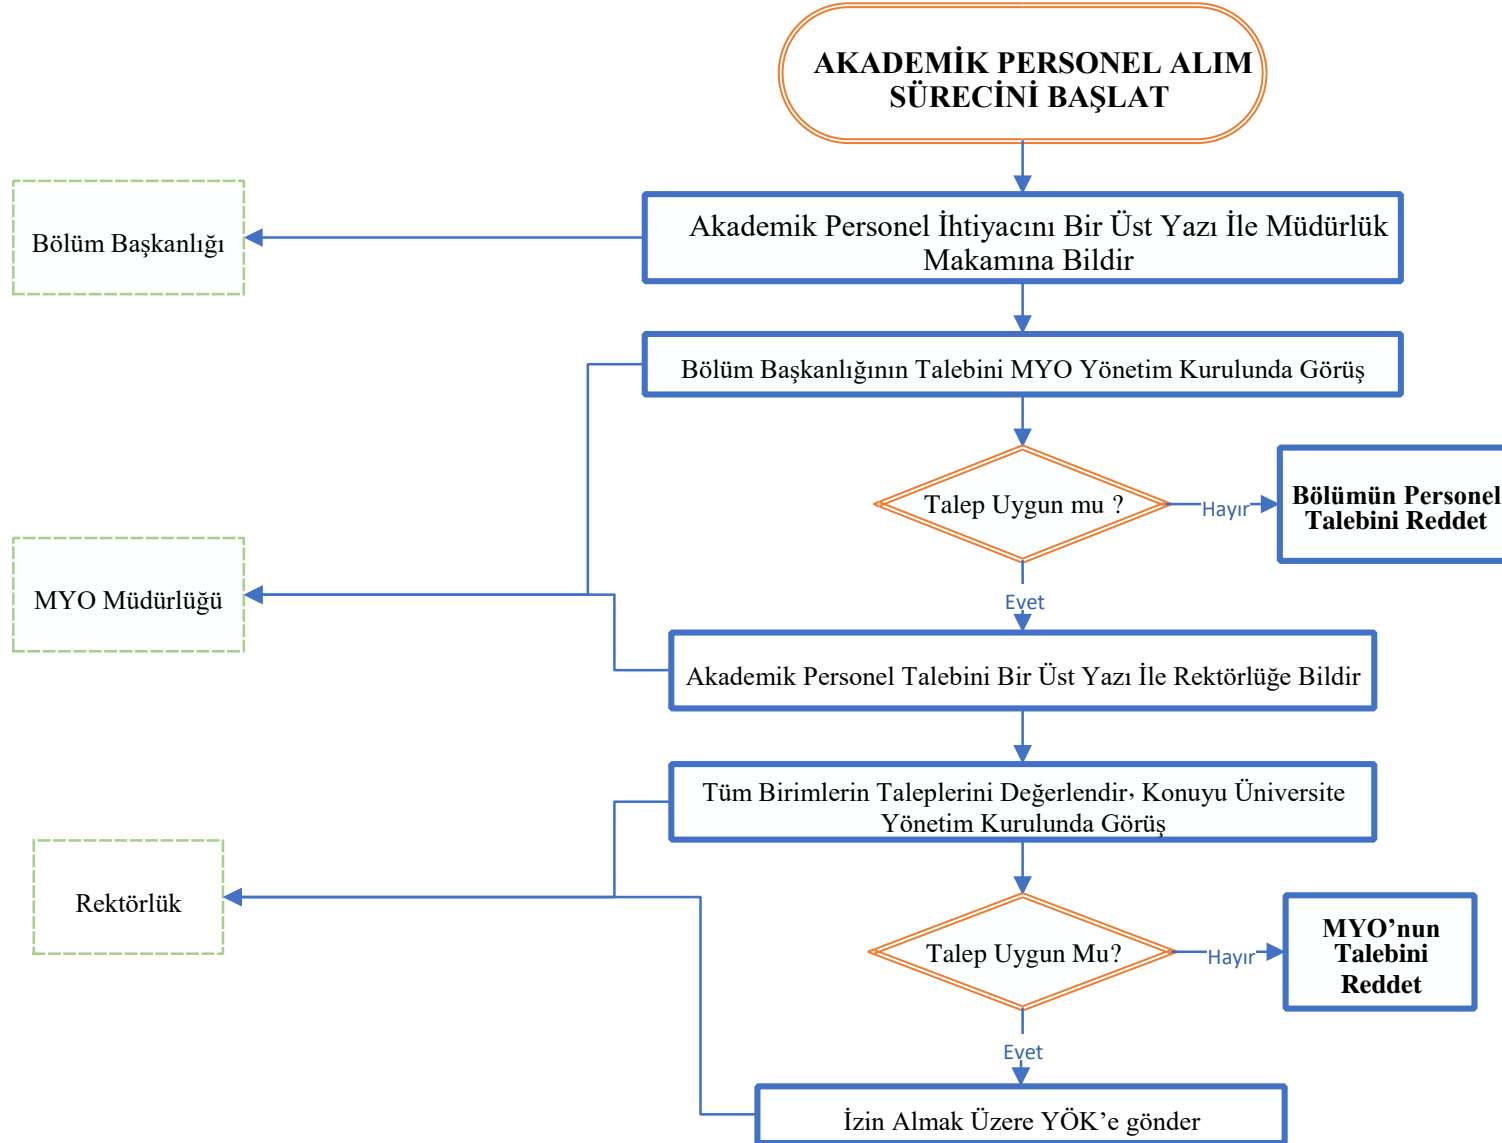 AKADEMİK PERSONEL ALIM
SÜRECİNİ BAŞLAT
Bölüm Başkanlığı
Akademik Personel İhtiyacını Bir Üst Yazı İle Müdürlük
Makamına Bildir
Bölüm Başkanlığının Talebini MYO Yönetim Kurulunda Görüş
Talep Uygun mu ?
Hayır
Bölümün Personel
Talebini Reddet
Evet
MYO Müdürlüğü
Akademik Personel Talebini Bir Üst Yazı İle Rektörlüğe Bildir
Tüm Birimlerin Taleplerini Değerlendir, Konuyu Üniversite
Yönetim Kurulunda Görüş
Rektörlük
Talep Uygun Mu?
Hayır
MYO’nun
Talebini
Reddet
Evet
İzin Almak Üzere YÖK’e gönder